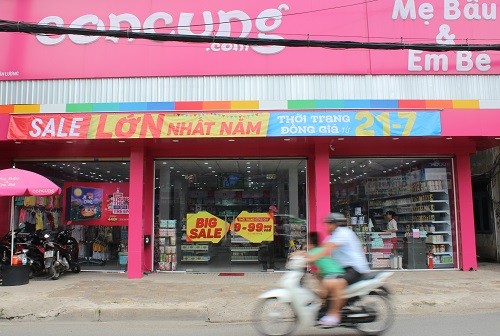 concung
.com
Mẹ Bầu
&
Em Bé
SALE LỚN NHẤT NĂM
THỜI TRANG
ĐỒNG GIÁ TỪ
21-7
BIG
SALE
9-99